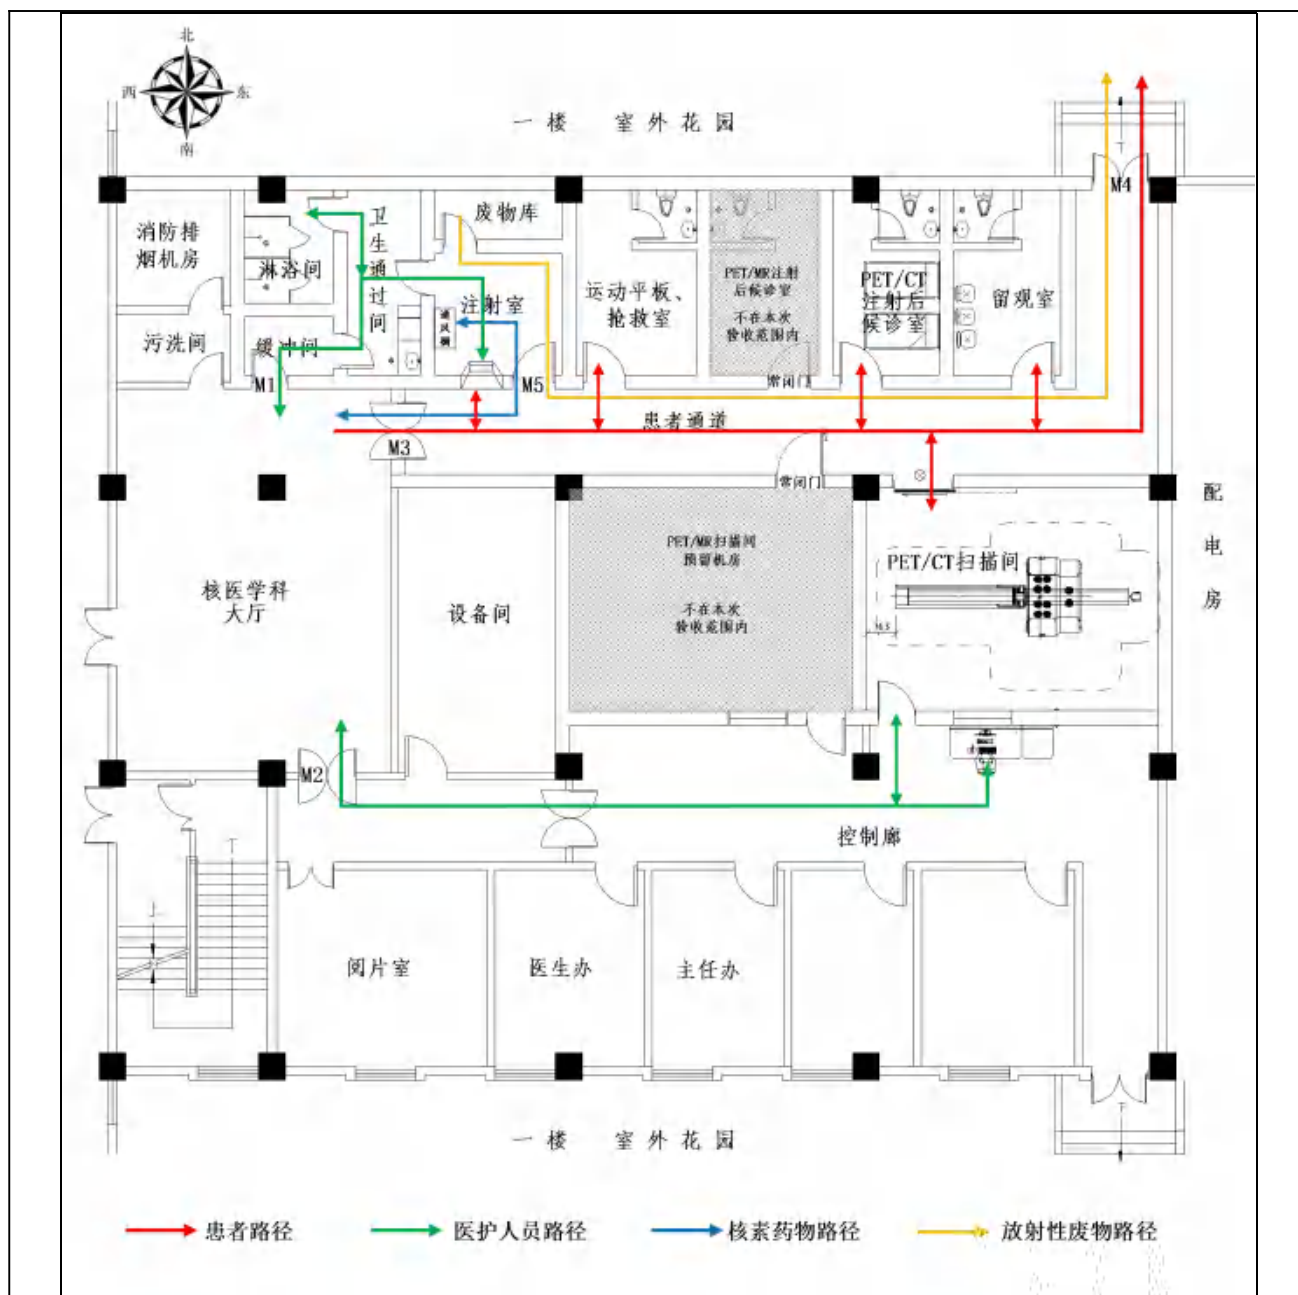 北
西
东
南
一楼 室外花园
M4
消防排
烟机房
淋浴间
卫生通过间
废物库
注射室
通风橱
运动平板、
抢救室
PET/MR注射
后候诊室
不在本次
验收范围内
PET/CT
注射后
候诊室
留观室
污洗间
缓冲间
M1
M5
常闭门
患者通道
M3
常闭门
配电房
核医学科
大厅
设备间
PET/MR扫描间
预留机房
不在本次
验收范围内
PET/CT扫描间
M2
控制廊
下
上
阅片室
医生办
主任办
下
一楼 室外花园
患者路径
医护人员路径
核素药物路径
放射性废物路径